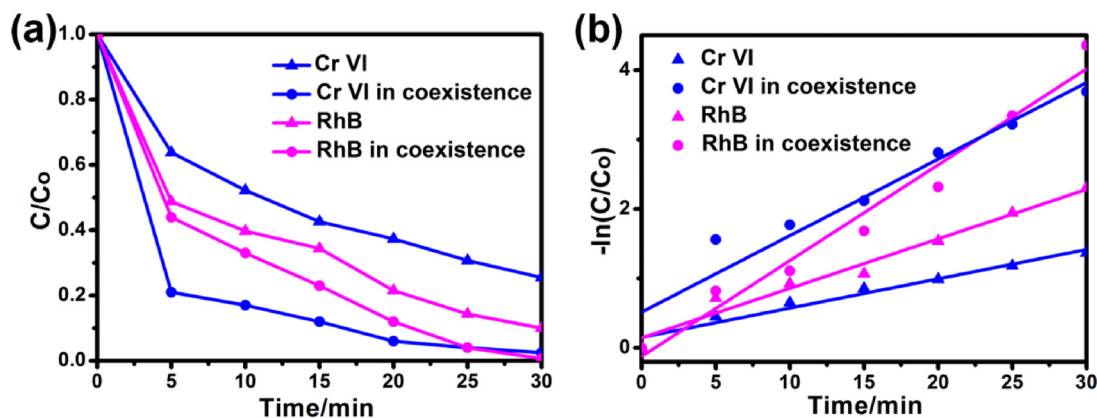 (a)
C/Co
1.0
0.8
0.6
0.4
0.2
0.0
Cr VI
Cr VI in coexistence
RhB
RhB in coexistence
0 5 10 15 20 25 30
Time/min
(b)
-ln(C/Co)
4
2
0
Cr VI
Cr VI in coexistence
RhB
RhB in coexistence
0 5 10 15 20 25 30
Time/min